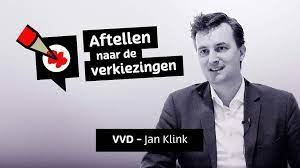 Aftellen
naar de
verkiezingen
VVD – Jan Klink